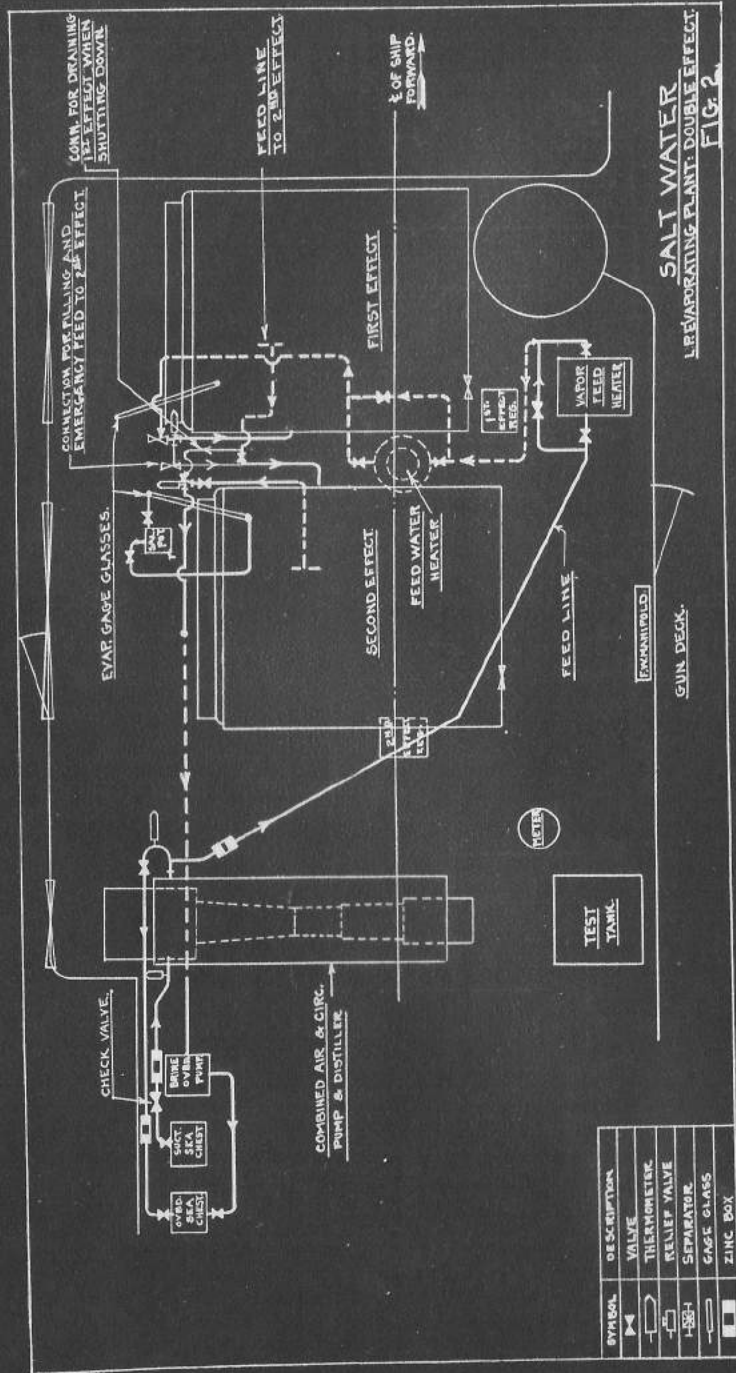 COMBINED AIR & CIRC.
PUMP & DISTILLER
CHECK VALVE.
OVBD.
SEA
CHEST
SUCT.
SEA
CHEST
BRINE
OVBD.
PUMP
EVAP. GAGE GLASSES.
CONNECTION FOR FILLING AND
EMERGENCY FEED TO 2ND EFFECT.
CONN. FOR DRAINING
1ST EFFECT WHEN
SHUTTING DOWN
SAL.
POT
FEED LINE
TO 2ND EFFECT.
SECOND EFFECT
FIRST EFFECT
℄ OF SHIP
FORWARD.
2ND
EFFECT
REG.
FEED WATER
HEATER
1ST.
EFFECT
REG.
VAPOR
FEED
HEATER
FEED LINE
METER
TEST
TANK.
F.W. MANIFOLD
GUN DECK.
SYMBOL DESCRIPTION
VALVE
THERMOMETER
RELIEF VALVE
SEPARATOR
GAGE GLASS
ZINC BOX
SALT WATER
L.P. EVAPORATING PLANT: DOUBLE EFFECT.
FIG. 2.